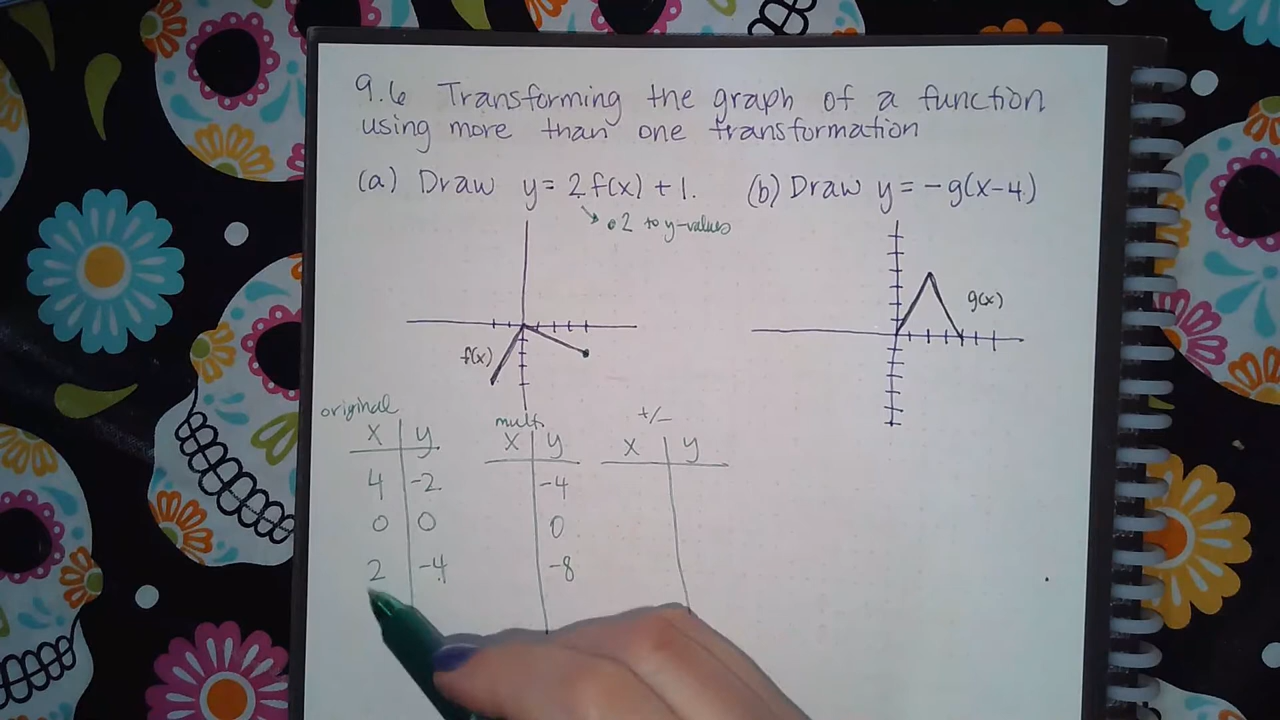 9.6 Transforming the graph of a function
using more than one transformation
(a) Draw y = 2f(x) + 1.
• 2 to y-values
(b) Draw y = -g(x-4)
f(x)
g(x)
original
x y
4 -2
0 0
2 -4
mult.
x y
-4
0
-8
+/-
x y